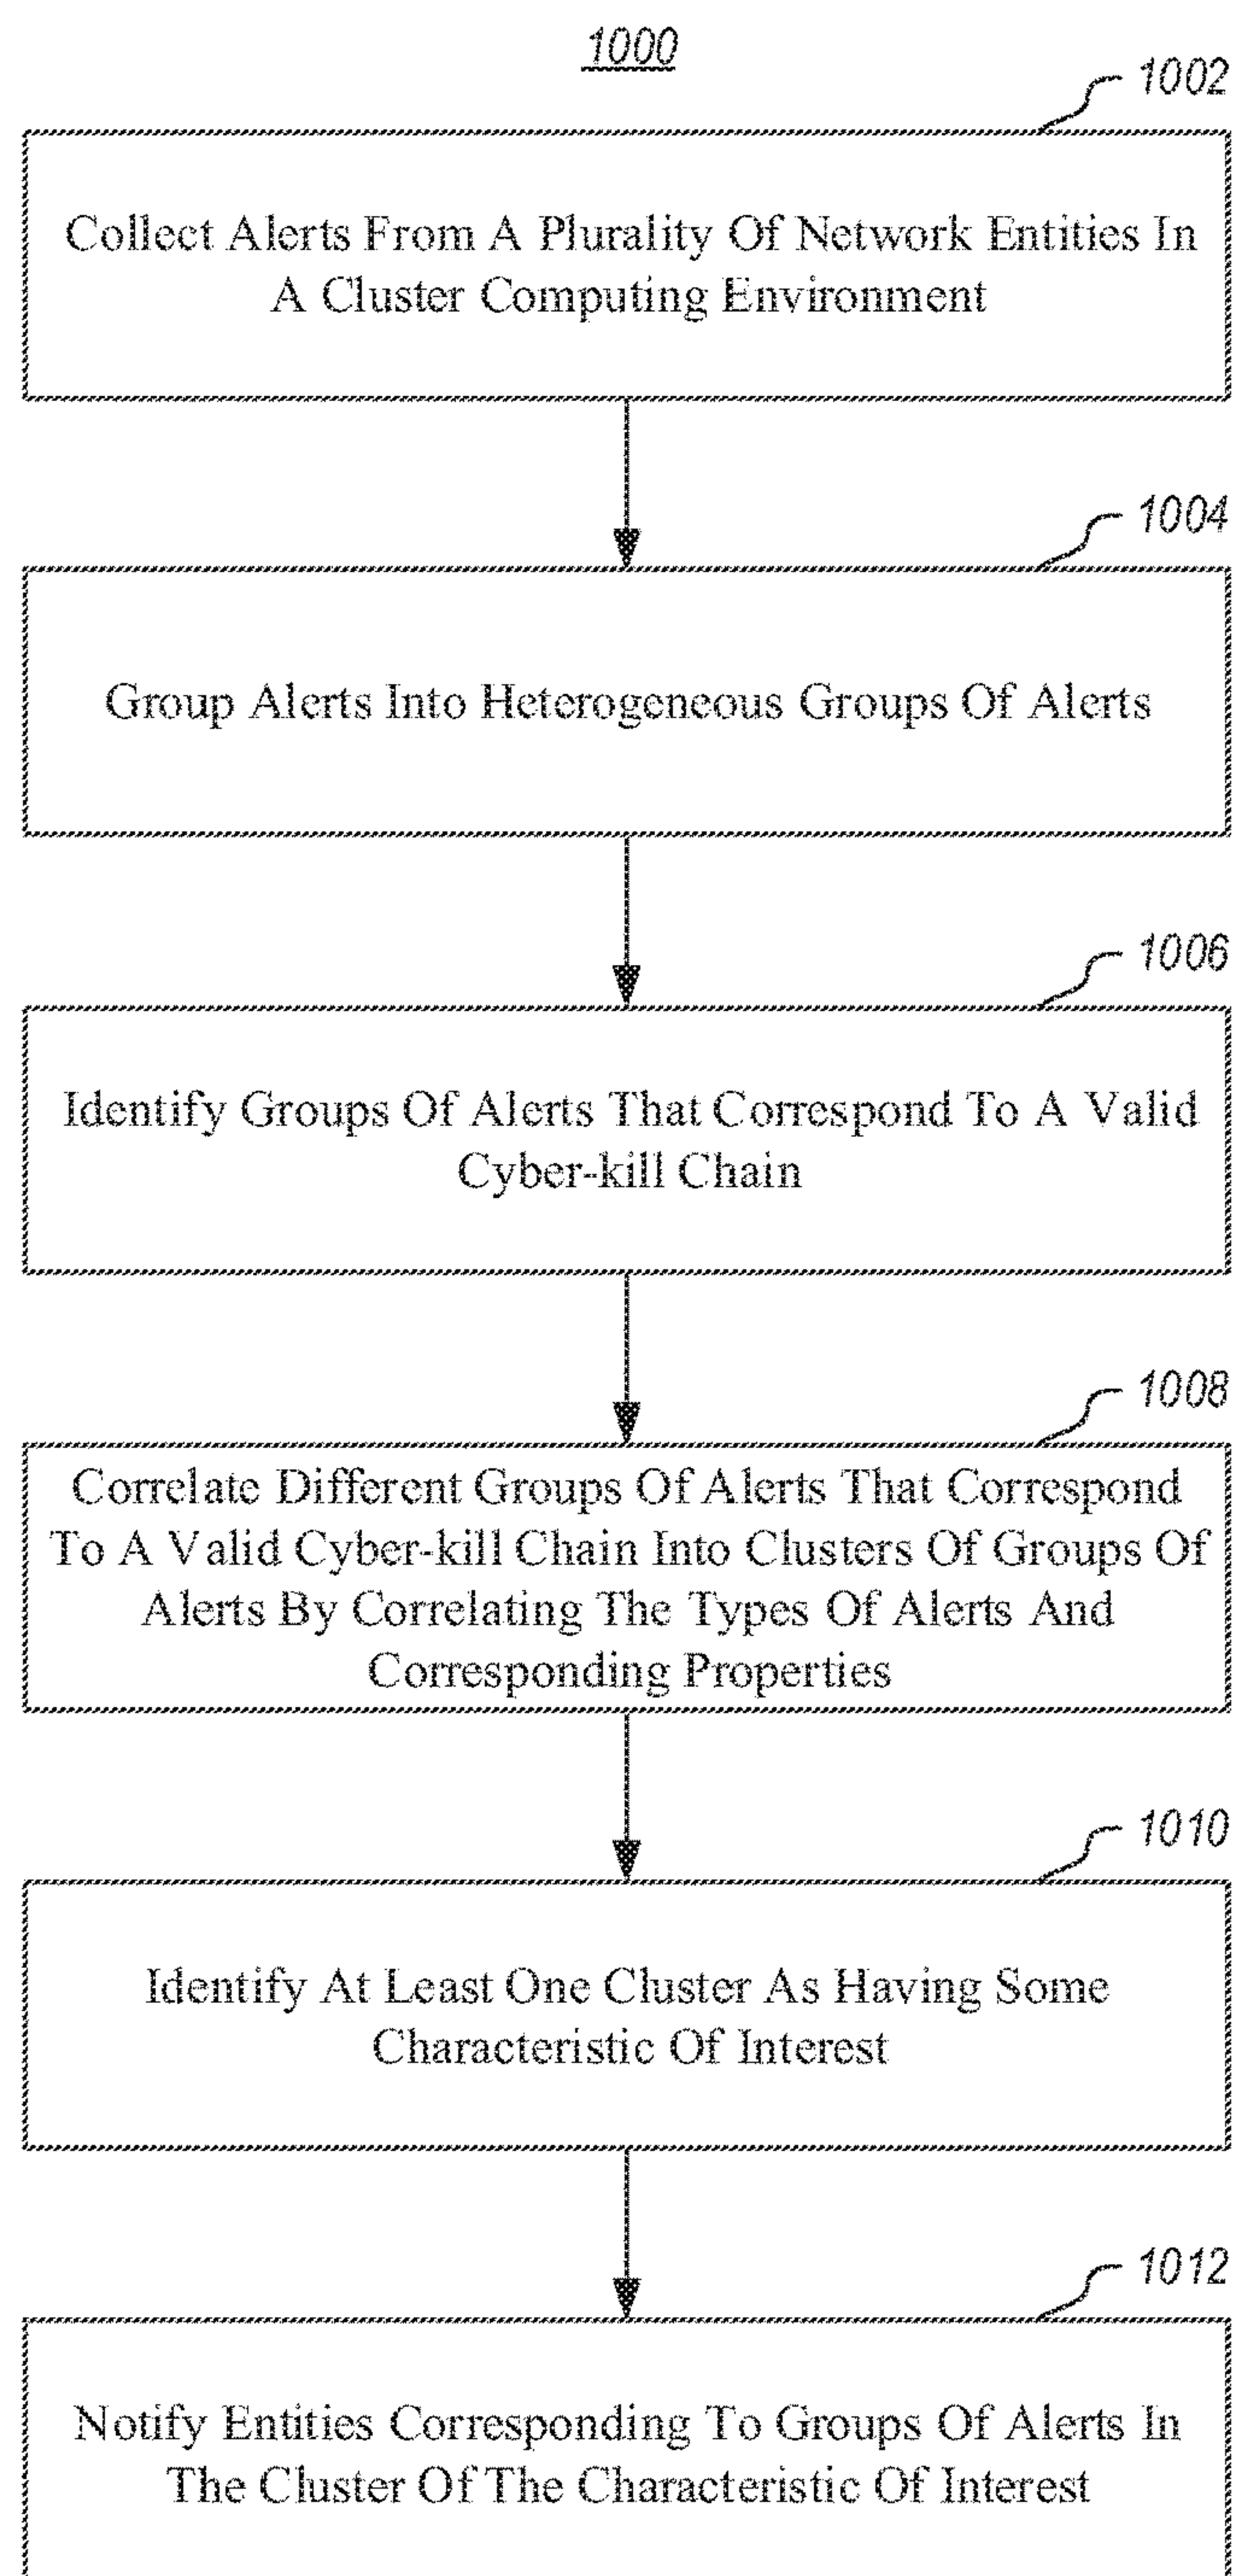 1000
1002
Collect Alerts From A Plurality Of Network Entities In
A Cluster Computing Environment
1004
Group Alerts Into Heterogeneous Groups Of Alerts
1006
Identify Groups Of Alerts That Correspond To A Valid
Cyber-kill Chain
1008
Correlate Different Groups Of Alerts That Correspond
To A Valid Cyber-kill Chain Into Clusters Of Groups Of
Alerts By Correlating The Types Of Alerts And
Corresponding Properties
1010
Identify At Least One Cluster As Having Some
Characteristic Of Interest
1012
Notify Entities Corresponding To Groups Of Alerts In
The Cluster Of The Characteristic Of Interest